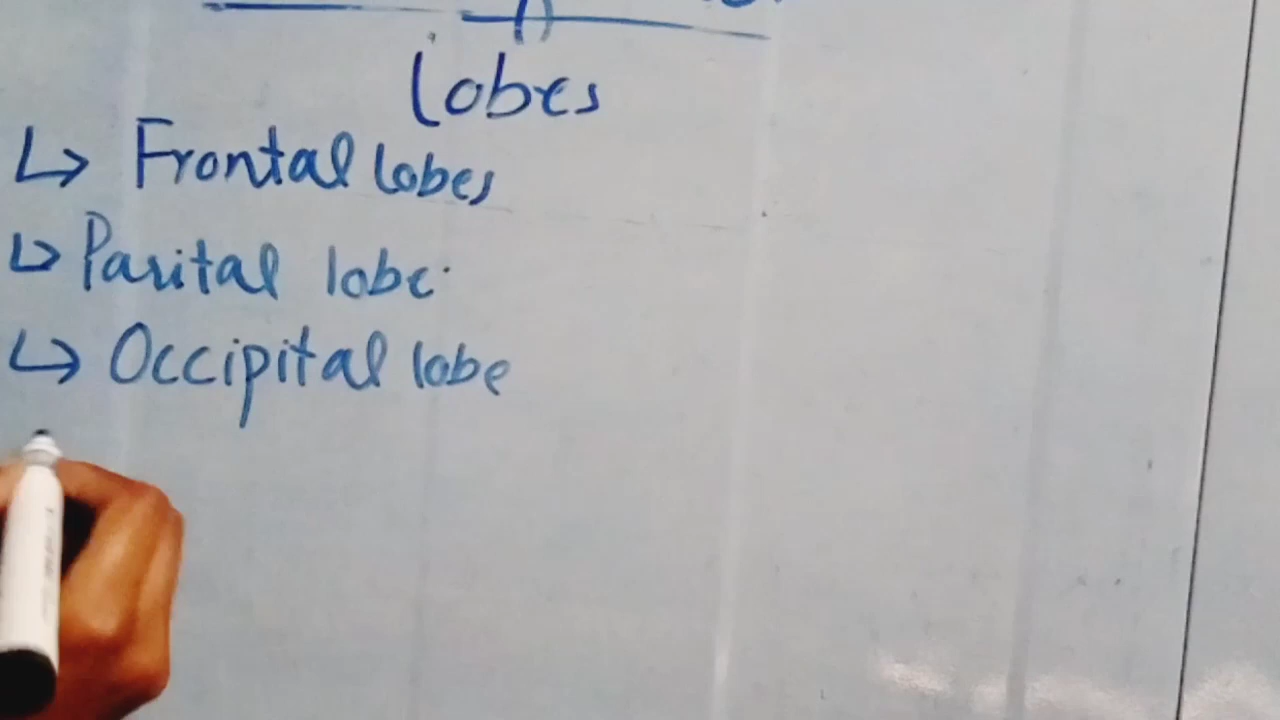 lobes
↳ Frontal lobes
↳ Parital lobe
↳ Occipital lobe